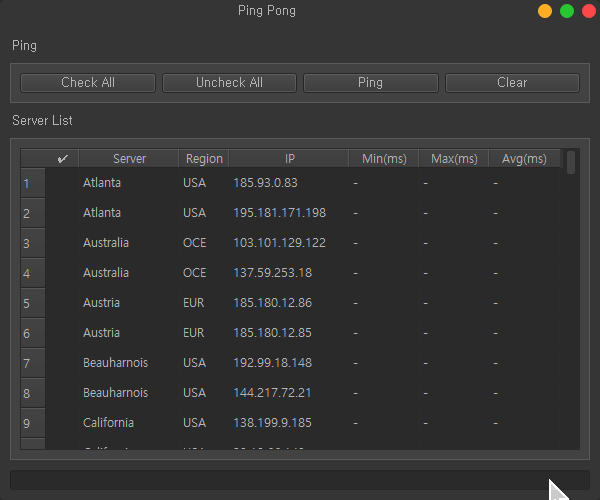 Ping Pong
Ping
Check All Uncheck All Ping Clear
Server List
✓ Server Region IP Min(ms) Max(ms) Avg(ms)
1 Atlanta USA 185.93.0.83 - - -
2 Atlanta USA 195.181.171.198 - - -
3 Australia OCE 103.101.129.122 - - -
4 Australia OCE 137.59.253.18 - - -
5 Austria EUR 185.180.12.86 - - -
6 Austria EUR 185.180.12.85 - - -
7 Beauharnois USA 192.99.18.148 - - -
8 Beauharnois USA 144.217.72.21 - - -
9 California USA 138.199.9.185 - - -